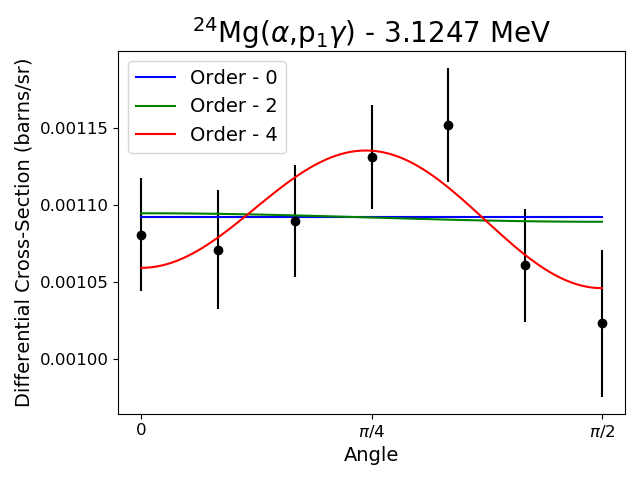 ²⁴Mg(α,p₁γ) - 3.1247 MeV
Order - 0
Order - 2
Order - 4
Differential Cross-Section (barns/sr)
0.00115
0.00110
0.00105
0.00100
0
π/4
π/2
Angle